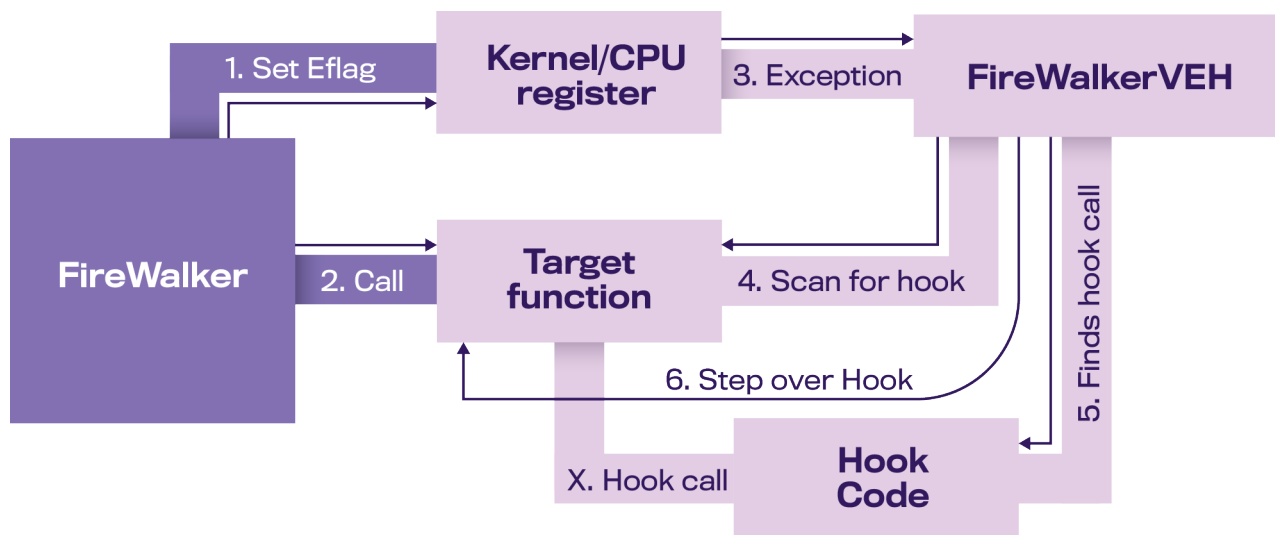 1. Set Eflag
Kernel/CPU
register
3. Exception
FireWalkerVEH
FireWalker
2. Call
Target
function
4. Scan for hook
5. Finds hook call
6. Step over Hook
X. Hook call
Hook
Code